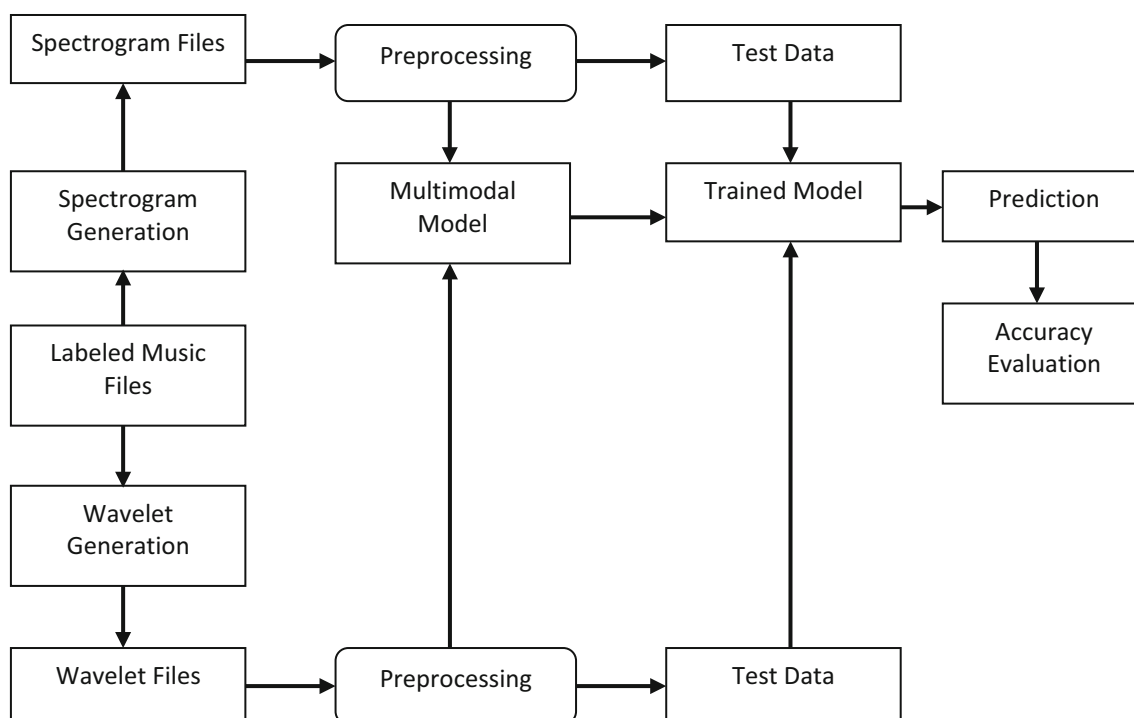 Spectrogram Files
Preprocessing
Test Data
Spectrogram
Generation
Multimodal
Model
Trained Model
Prediction
Labeled Music
Files
Accuracy
Evaluation
Wavelet
Generation
Wavelet Files
Preprocessing
Test Data